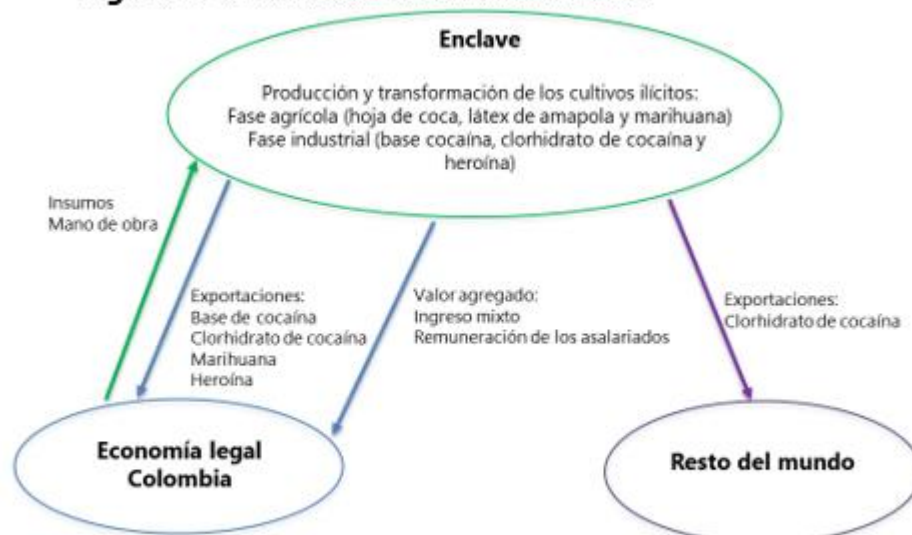 Enclave
Producción y transformación de los cultivos ilícitos:
Fase agrícola (hoja de coca, látex de amapola y marihuana)
Fase industrial (base cocaína, clorhidrato de cocaína y
heroína)
Insumos
Mano de obra
Exportaciones:
Base de cocaína
Clorhidrato de cocaína
Marihuana
Heroína
Valor agregado:
Ingreso mixto
Remuneración de los asalariados
Exportaciones:
Clorhidrato de cocaína
Economía legal
Colombia
Resto del mundo